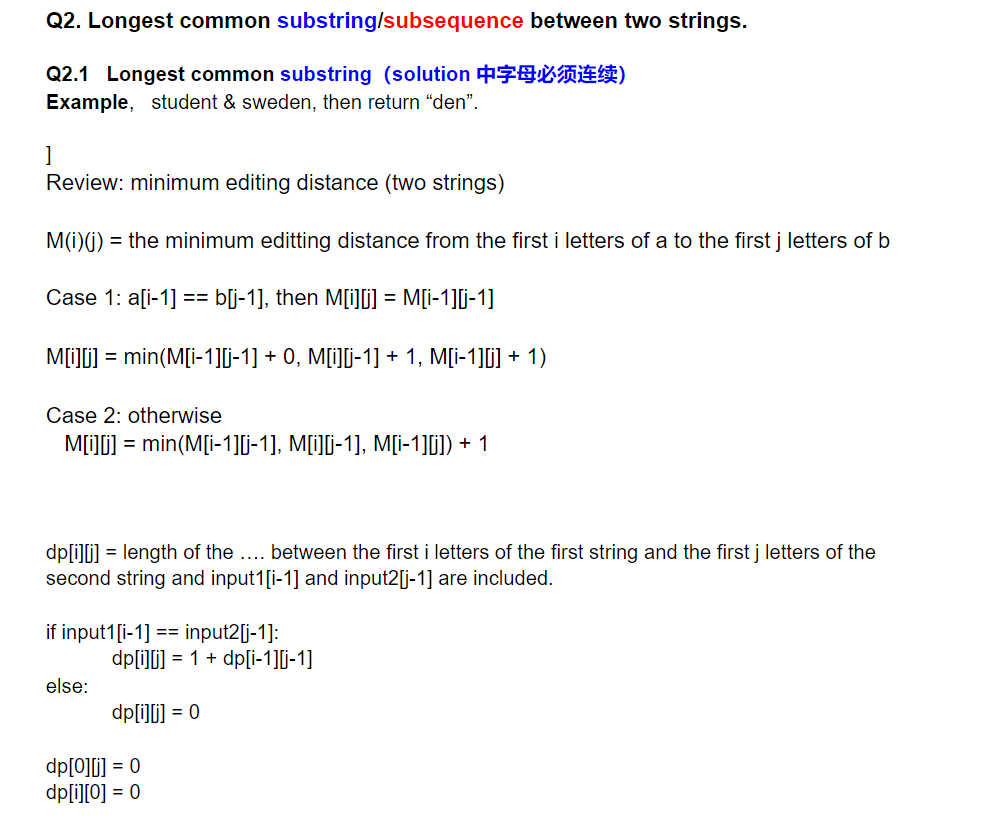 Q2. Longest common substring/subsequence between two strings.
Q2.1 Longest common substring（solution 中字母必须连续）
Example， student & sweden, then return “den”.
]
Review: minimum editing distance (two strings)
M(i)(j) = the minimum editting distance from the first i letters of a to the first j letters of b
Case 1: a[i-1] == b[j-1], then M[i][j] = M[i-1][j-1]
M[i][j] = min(M[i-1][j-1] + 0, M[i][j-1] + 1, M[i-1][j] + 1)
Case 2: otherwise
M[i][j] = min(M[i-1][j-1], M[i][j-1], M[i-1][j]) + 1
dp[i][j] = length of the …. between the first i letters of the first string and the first j letters of the
second string and input1[i-1] and input2[j-1] are included.
if input1[i-1] == input2[j-1]:
dp[i][j] = 1 + dp[i-1][j-1]
else:
dp[i][j] = 0
dp[0][j] = 0
dp[i][0] = 0